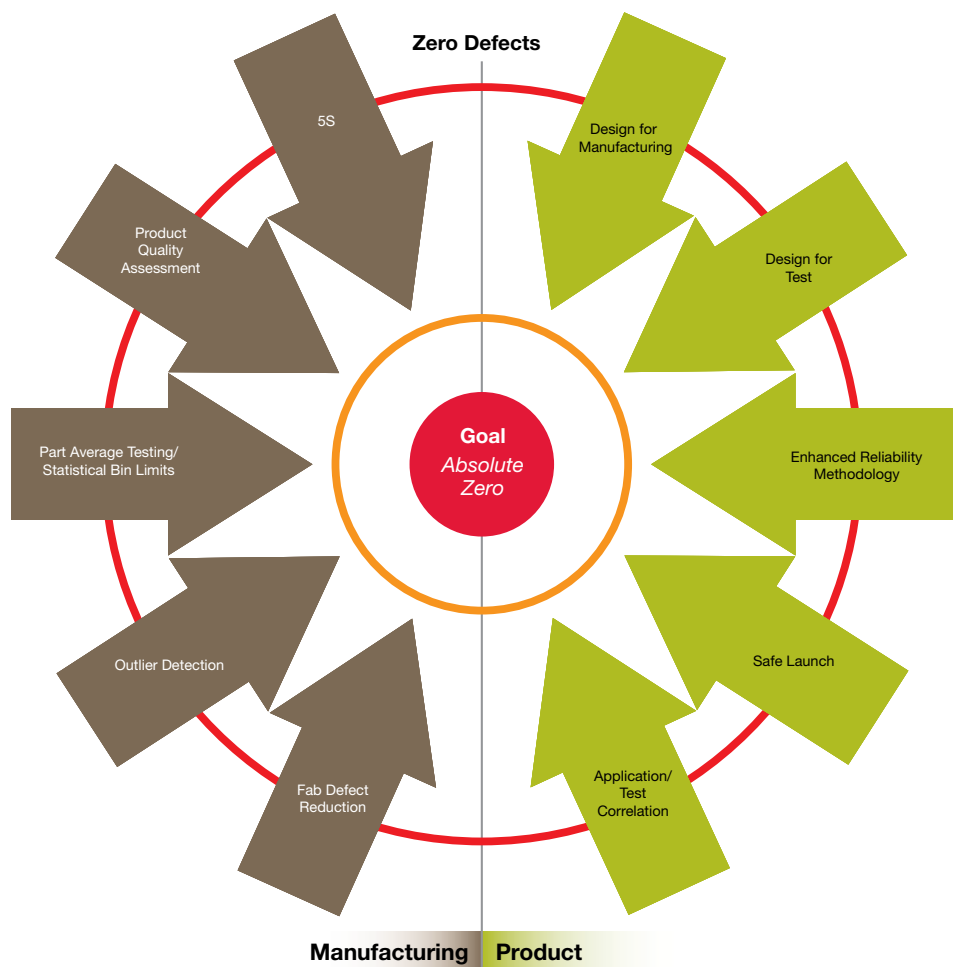 Zero Defects
5S
Product
Quality
Assessment
Part Average Testing/
Statistical Bin Limits
Outlier Detection
Fab Defect
Reduction
Design for
Manufacturing
Design for
Test
Enhanced Reliability
Methodology
Safe Launch
Application/
Test
Correlation
Goal
Absolute
Zero
Manufacturing
Product